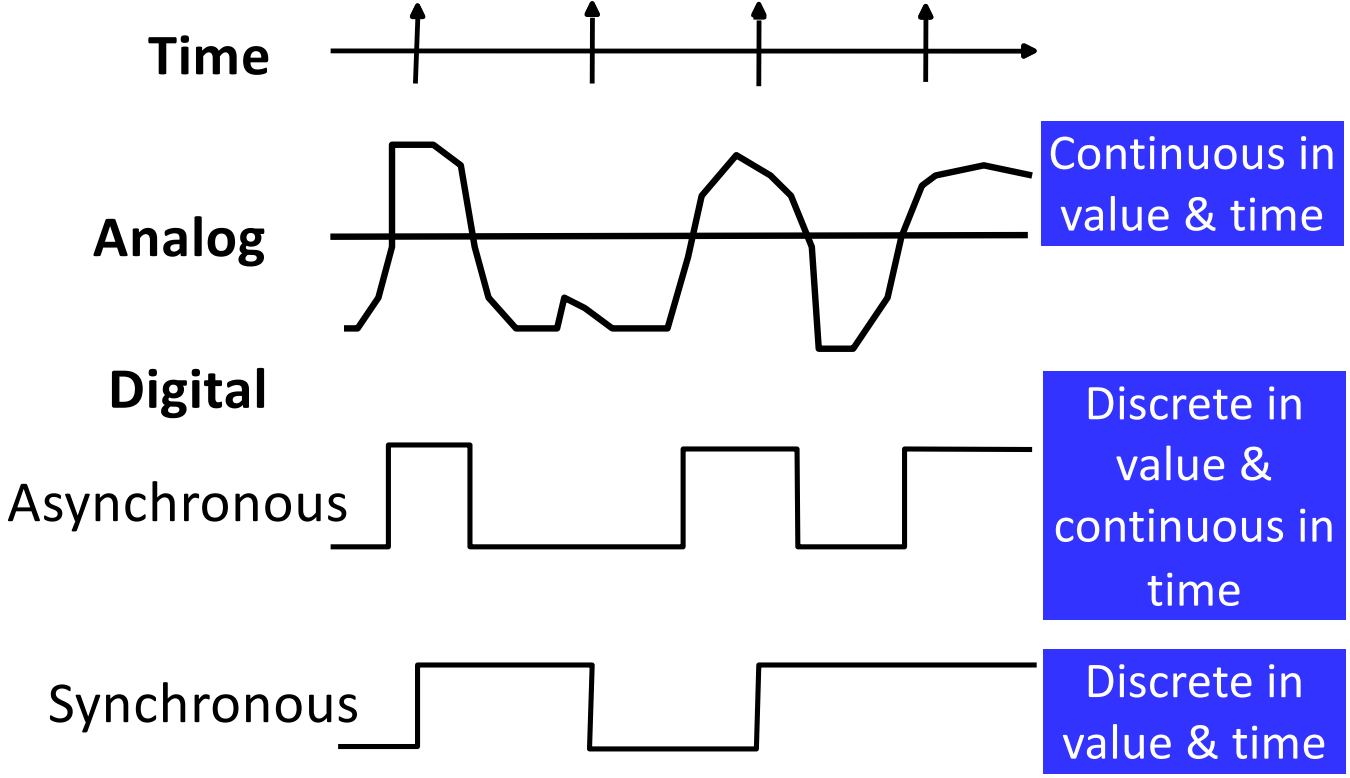 Time
Continuous in
value & time
Analog
Digital
Discrete in
value &
continuous in
time
Asynchronous
Discrete in
value & time
Synchronous